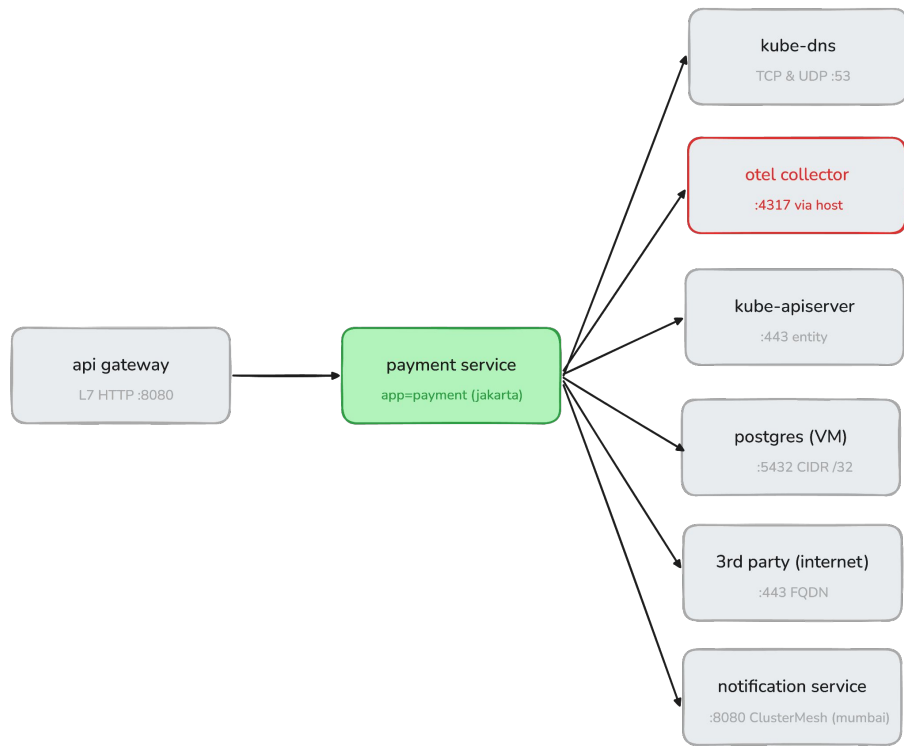 kube-dns
TCP & UDP :53
otel collector
:4317 via host
kube-apiserver
:443 entity
api gateway
L7 HTTP :8080
payment service
app=payment (jakarta)
postgres (VM)
:5432 CIDR /32
3rd party (internet)
:443 FQDN
notification service
:8080 ClusterMesh (mumbai)